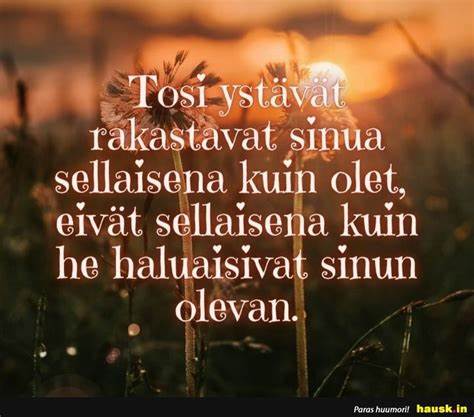 Tosi ystävät
rakastavat sinua
sellaisena kuin olet,
eivät sellaisena kuin
he haluaisivat sinun
olevan.
Paras huumori! hausk.in